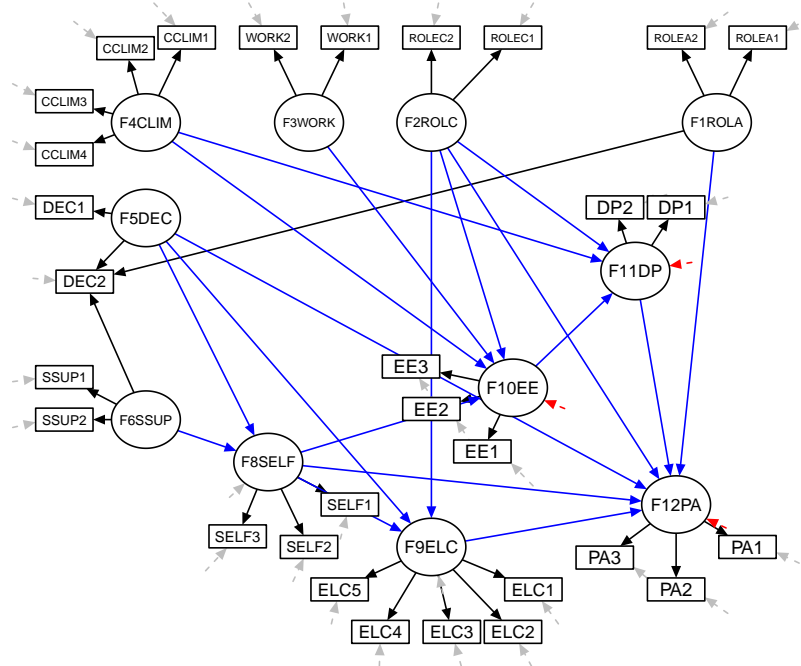 CCLIM1
WORK2
WORK1
ROLEC2
ROLEC1
ROLEA2
ROLEA1
CCLIM2
CCLIM3
F4CLIM
F3WORK
F2ROLC
F1ROLA
CCLIM4
DEC1
F5DEC
DP2
DP1
DEC2
F11DP
EE3
SSUP1
F10EE
EE2
SSUP2
F6SSUP
EE1
F8SELF
SELF1
F12PA
SELF3
SELF2
F9ELC
PA3
PA1
ELC5
ELC1
PA2
ELC4
ELC3
ELC2